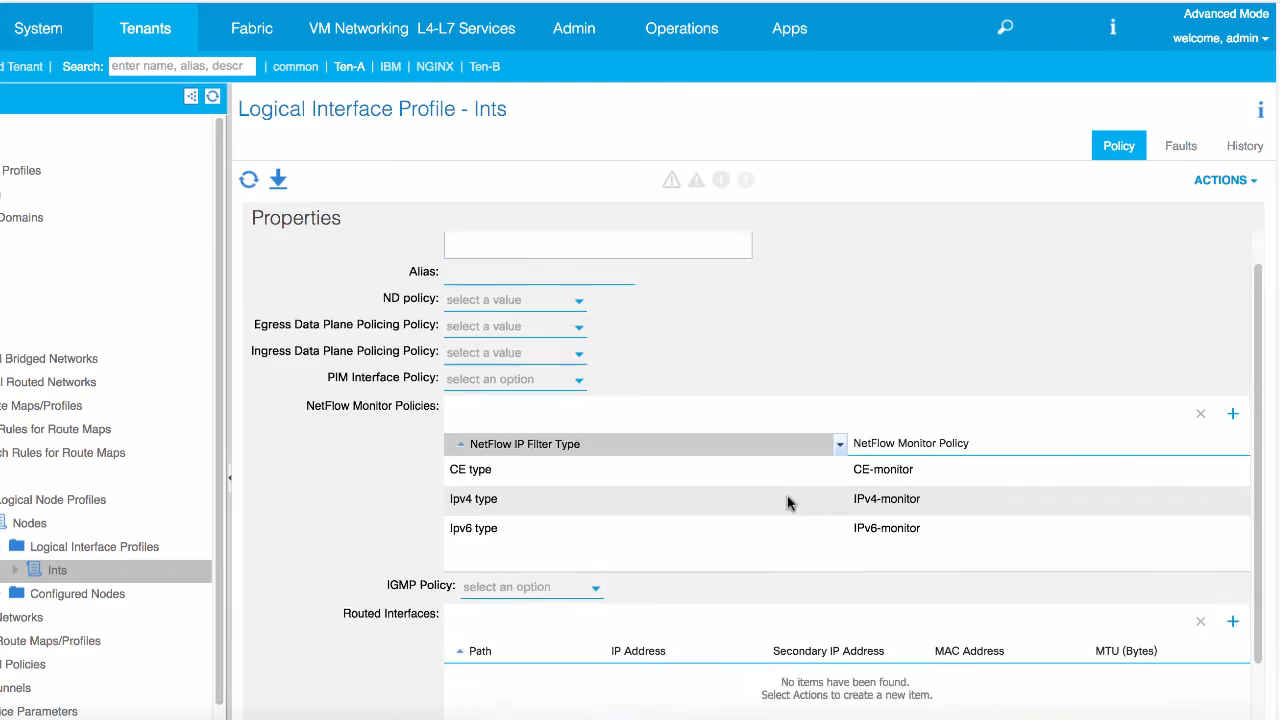 System Tenants Fabric VM Networking L4-L7 Services Admin Operations Apps i Advanced Mode
welcome, admin
d Tenant | Search: enter name, alias, descr | common | Ten-A | IBM | NGINX | Ten-B
Logical Interface Profile - Ints i
Policy Faults History
ACTIONS
Properties
Alias:
ND policy: select a value
Egress Data Plane Policing Policy: select a value
Ingress Data Plane Policing Policy: select a value
PIM Interface Policy: select an option
NetFlow Monitor Policies:
NetFlow IP Filter Type NetFlow Monitor Policy
CE type CE-monitor
Ipv4 type IPv4-monitor
Ipv6 type IPv6-monitor
IGMP Policy: select an option
Routed Interfaces:
Path IP Address Secondary IP Address MAC Address MTU (Bytes)
No items have been found.
Select Actions to create a new item.
Profiles
Domains
l Bridged Networks
l Routed Networks
te Maps/Profiles
Rules for Route Maps
ch Rules for Route Maps
Logical Node Profiles
Nodes
Logical Interface Profiles
Ints
Configured Nodes
Networks
Route Maps/Profiles
l Policies
unnels
ice Parameters